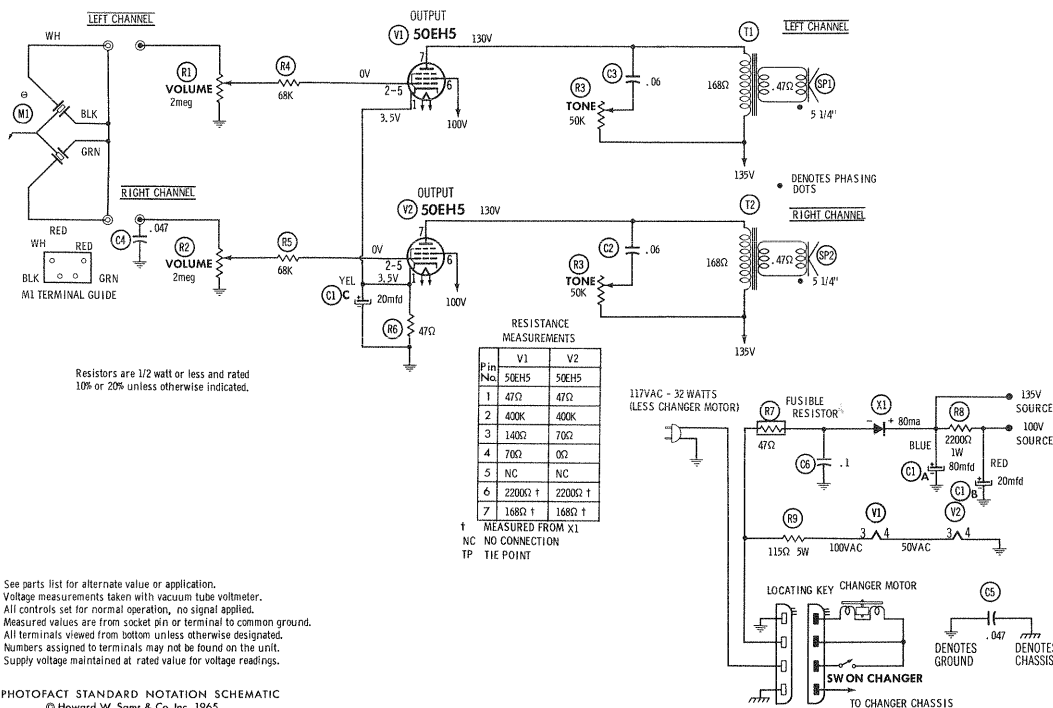 LEFT CHANNEL
WH
M1
BLK
GRN
R1
VOLUME
2meg
R4
68K
0V
OUTPUT
V1 50EH5
7
130V
2-5
6
1
3.5V
100V
C3
.06
R3
TONE
50K
T1
LEFT CHANNEL
168Ω
.47Ω
SP1
5 1/4"
135V
• DENOTES PHASING
DOTS
RIGHT CHANNEL
RED
WH
RED
BLK
GRN
M1 TERMINAL GUIDE
C4
.047
R2
VOLUME
2meg
R5
68K
0V
OUTPUT
V2 50EH5
7
130V
2-5
6
1
3.5V
YEL
100V
C1 C
20mfd
R6
47Ω
C2
.06
R3
TONE
50K
T2
RIGHT CHANNEL
168Ω
.47Ω
SP2
5 1/4"
135V
Resistors are 1/2 watt or less and rated
10% or 20% unless otherwise indicated.
RESISTANCE
MEASUREMENTS
Pin No. V1 V2
50EH5 50EH5
1 47Ω 47Ω
2 400K 400K
3 140Ω 70Ω
4 70Ω 0Ω
5 NC NC
6 2200Ω † 2200Ω †
7 168Ω † 168Ω †
† MEASURED FROM X1
NC NO CONNECTION
TP TIE POINT
117VAC - 32 WATTS
(LESS CHANGER MOTOR)
R7
FUSIBLE
RESISTOR
47Ω
C6
.1
X1
- + 80ma
BLUE
R8
2200Ω
1W
135V
SOURCE
100V
SOURCE
C1 A
80mfd
RED
C1 B
20mfd
R9
115Ω 5W
V1
3 4
100VAC
50VAC
V2
3 4
LOCATING KEY
CHANGER MOTOR
SW ON CHANGER
TO CHANGER CHASSIS
C5
.047
DENOTES
GROUND
DENOTES
CHASSIS
See parts list for alternate value or application.
Voltage measurements taken with vacuum tube voltmeter.
All controls set for normal operation, no signal applied.
Measured values are from socket pin or terminal to common ground.
All terminals viewed from bottom unless otherwise designated.
Numbers assigned to terminals may not be found on the unit.
Supply voltage maintained at rated value for voltage readings.
PHOTOFACT STANDARD NOTATION SCHEMATIC
© Howard W. Sams & Co. Inc. 1965